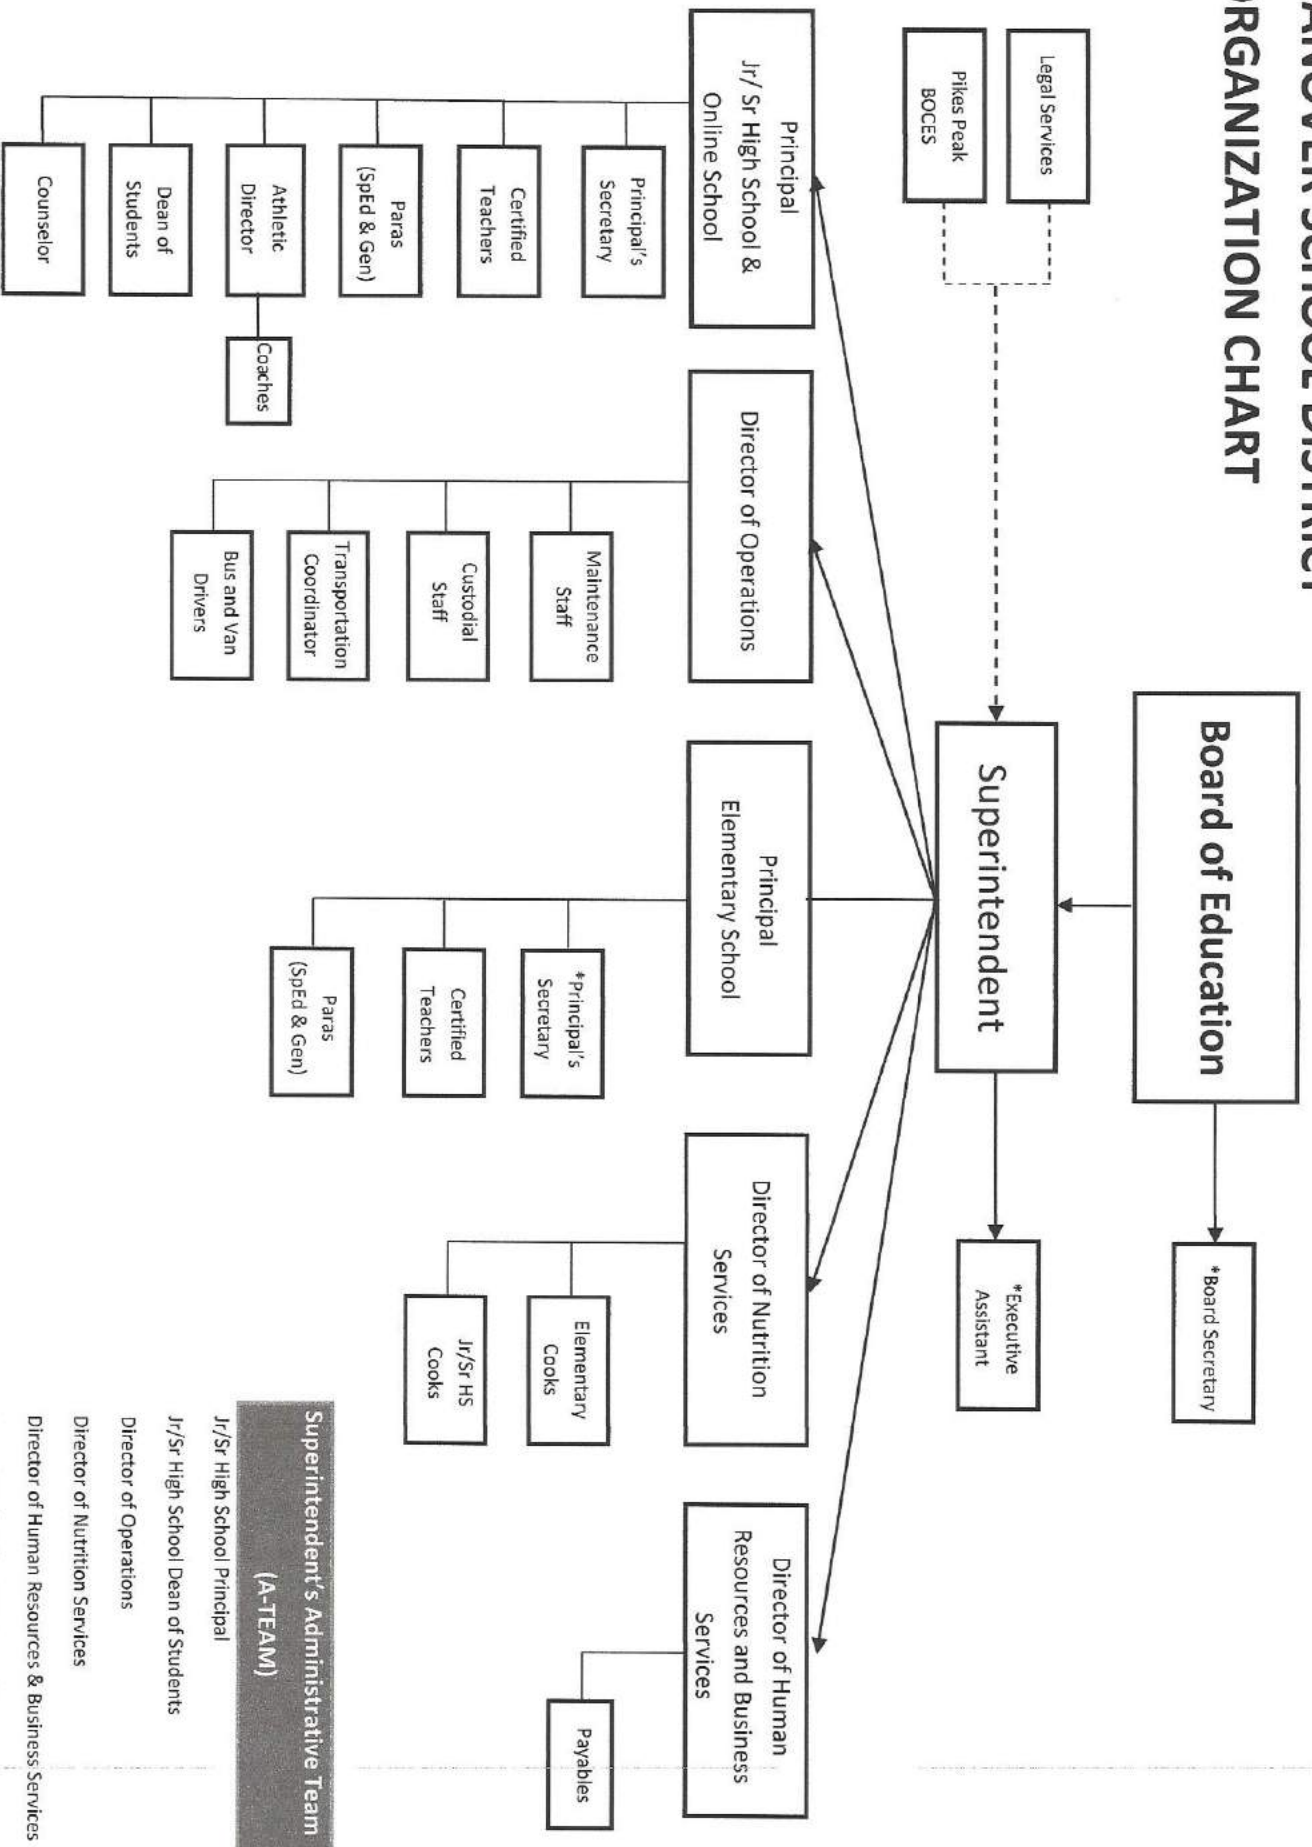 ORGANIZATION CHART
Board of Education
*Board Secretary
Legal Services
Pikes Peak
BOCES
Superintendent
*Executive
Assistant
Principal
Jr/ Sr High School &
Online School
Director of Operations
Principal
Elementary School
Director of Nutrition
Services
Director of Human
Resources and Business
Services
Principal's
Secretary
Certified
Teachers
Paras
(SpEd & Gen)
Athletic
Director
Coaches
Dean of
Students
Counselor
Maintenance
Staff
Custodial
Staff
Transportation
Coordinator
Bus and Van
Drivers
*Principal's
Secretary
Certified
Teachers
Paras
(SpEd & Gen)
Elementary
Cooks
Jr/Sr HS
Cooks
Payables
Superintendent's Administrative Team
(A-TEAM)
Jr/Sr High School Principal
Jr/Sr High School Dean of Students
Director of Operations
Director of Nutrition Services
Director of Human Resources & Business Services